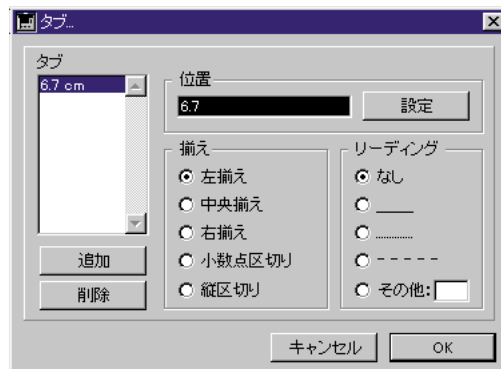 タブ...
タブ
6.7 cm
追加
削除
位置
6.7
設定
揃え
左揃え
中央揃え
右揃え
小数点区切り
縦区切り
リーディング
なし
____
.............
- - - - -
その他:
キャンセル
OK